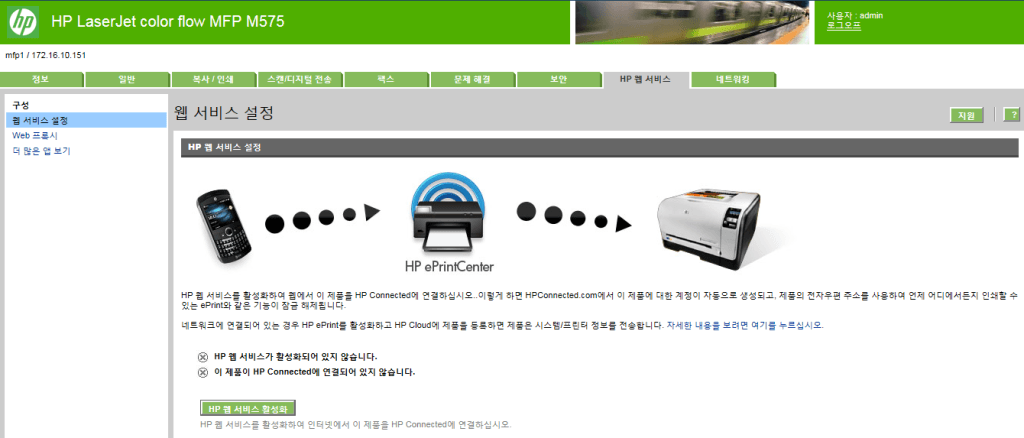 hp HP LaserJet color flow MFP M575
사용자 : admin
로그오프
mfp1 / 172.16.10.151
정보 일반 복사 / 인쇄 스캔/디지털 전송 팩스 문제 해결 보안 HP 웹 서비스 네트워킹
구성
웹 서비스 설정
Web 프록시
더 많은 앱 보기
웹 서비스 설정
지원 ?
HP 웹 서비스 설정
HP ePrintCenter
HP 웹 서비스를 활성화하여 웹에서 이 제품을 HP Connected에 연결하십시오..이렇게 하면 HPConnected.com에서 이 제품에 대한 계정이 자동으로 생성되고, 제품의 전자우편 주소를 사용하여 언제 어디에서든지 인쇄할 수
있는 ePrint와 같은 기능이 잠금 해제됩니다.
네트워크에 연결되어 있는 경우 HP ePrint를 활성화하고 HP Cloud에 제품을 등록하면 제품은 시스템/프린터 정보를 전송합니다. 자세한 내용을 보려면 여기를 누르십시오.
HP 웹 서비스가 활성화되어 있지 않습니다.
이 제품이 HP Connected에 연결되어 있지 않습니다.
HP 웹 서비스 활성화
HP 웹 서비스를 활성화하여 인터넷에서 이 제품을 HP Connected에 연결하십시오.